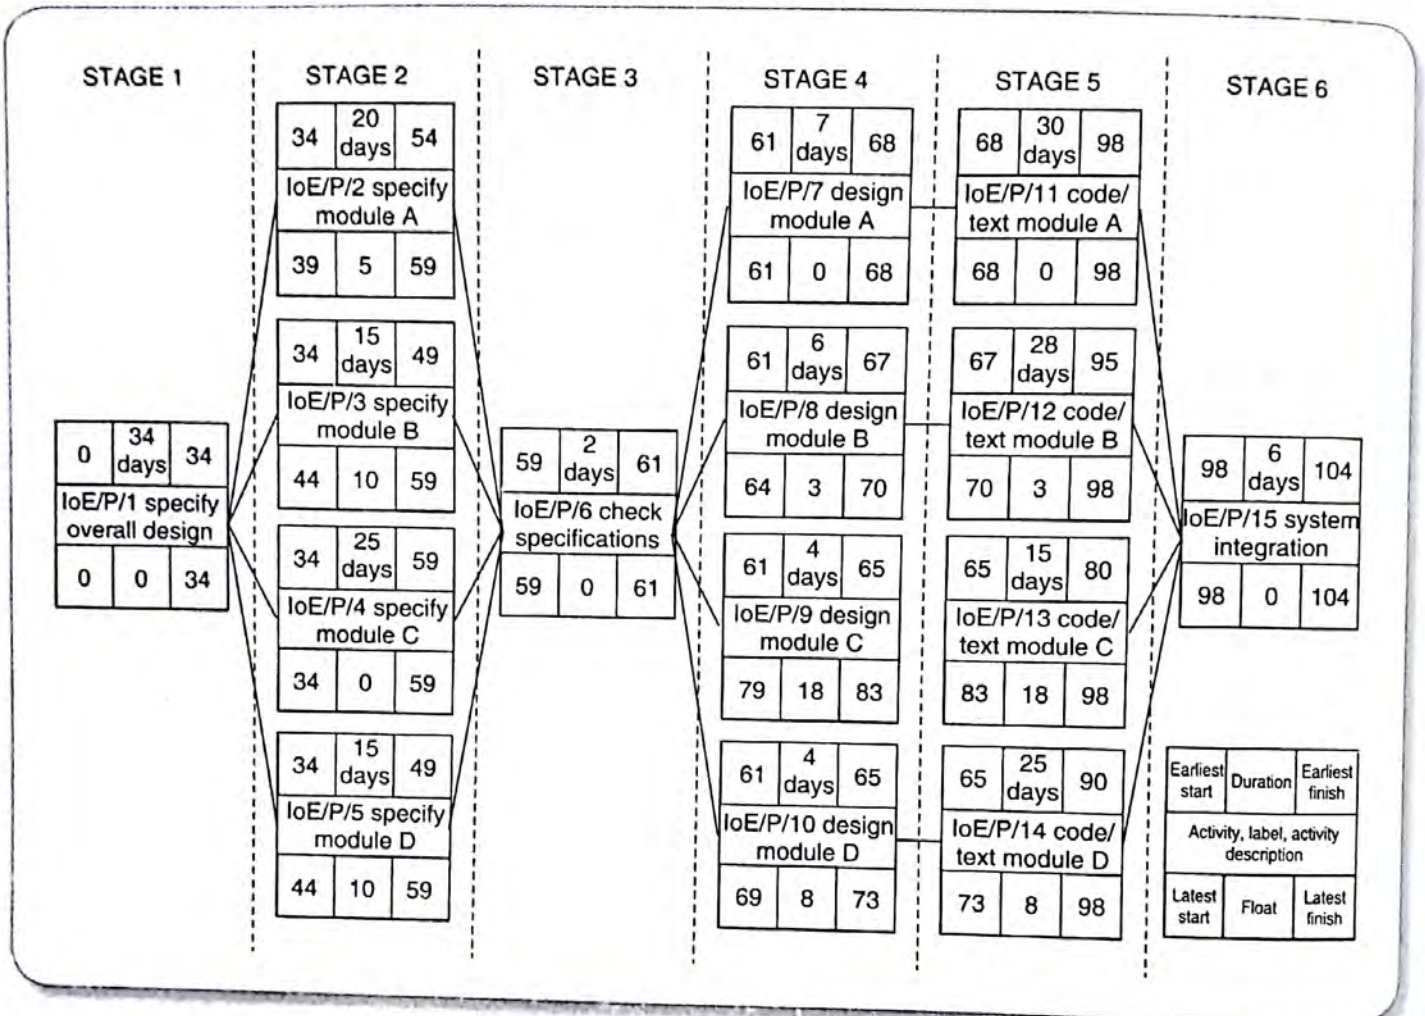 STAGE 1
STAGE 2
STAGE 3
STAGE 4
STAGE 5
STAGE 6
0
34
days
34
IoE/P/1 specify
overall design
0 0 34
34
20
days
54
IoE/P/2 specify
module A
39 5 59
34
15
days
49
IoE/P/3 specify
module B
44 10 59
34
25
days
59
IoE/P/4 specify
module C
34 0 59
34
15
days
49
IoE/P/5 specify
module D
44 10 59
59
2
days
61
IoE/P/6 check
specifications
59 0 61
61
7
days
68
IoE/P/7 design
module A
61 0 68
61
6
days
67
IoE/P/8 design
module B
64 3 70
61
4
days
65
IoE/P/9 design
module C
79 18 83
61
4
days
65
IoE/P/10 design
module D
69 8 73
68
30
days
98
IoE/P/11 code/
text module A
68 0 98
67
28
days
95
IoE/P/12 code/
text module B
70 3 98
65
15
days
80
IoE/P/13 code/
text module C
83 18 98
65
25
days
90
IoE/P/14 code/
text module D
73 8 98
98
6
days
104
IoE/P/15 system
integration
98 0 104
Earliest
start
Duration
Earliest
finish
Activity, label, activity
description
Latest
start
Float
Latest
finish